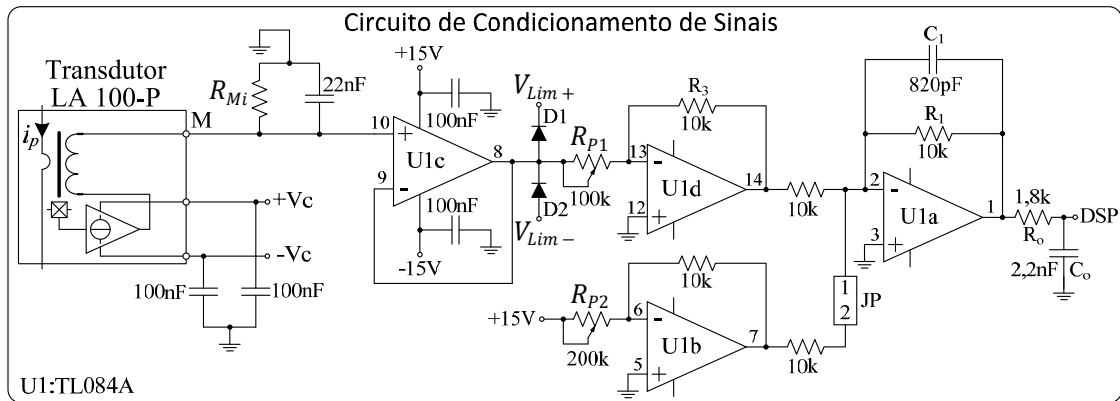 Circuito de Condicionamento de Sinais
Transdutor
LA 100-P
i_p
M
R_Mi
22nF
+15V
100nF
10
+
U1c
8
9
-
100nF
-15V
+Vc
-Vc
100nF
100nF
V_Lim+
D1
D2
V_Lim-
R_P1
100k
R_3
10k
13
-
U1d
14
12
+
10k
C_1
820pF
R_1
10k
2
-
U1a
1
3
+
1,8k
R_o
DSP
2,2nF
C_o
1
2
JP
+15V
R_P2
200k
10k
6
-
U1b
7
5
+
10k
U1:TL084A